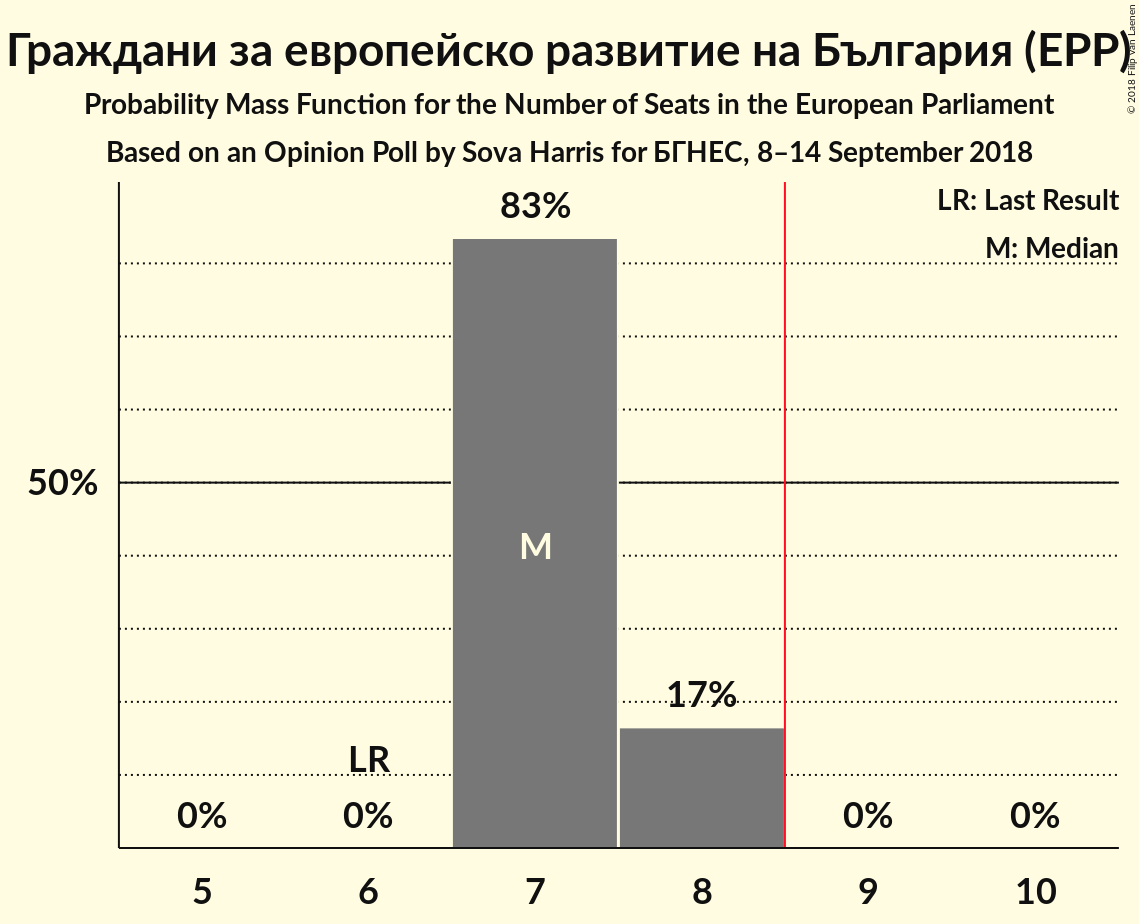 Граждани за европейско развитие на България (EPP)
Probability Mass Function for the Number of Seats in the European Parliament
Based on an Opinion Poll by Sova Harris for БГНЕС, 8–14 September 2018
© 2018 Filip van Laenen
LR: Last Result
M: Median
83%
50%
M
17%
LR
0%
0%
0%
0%
5
6
7
8
9
10